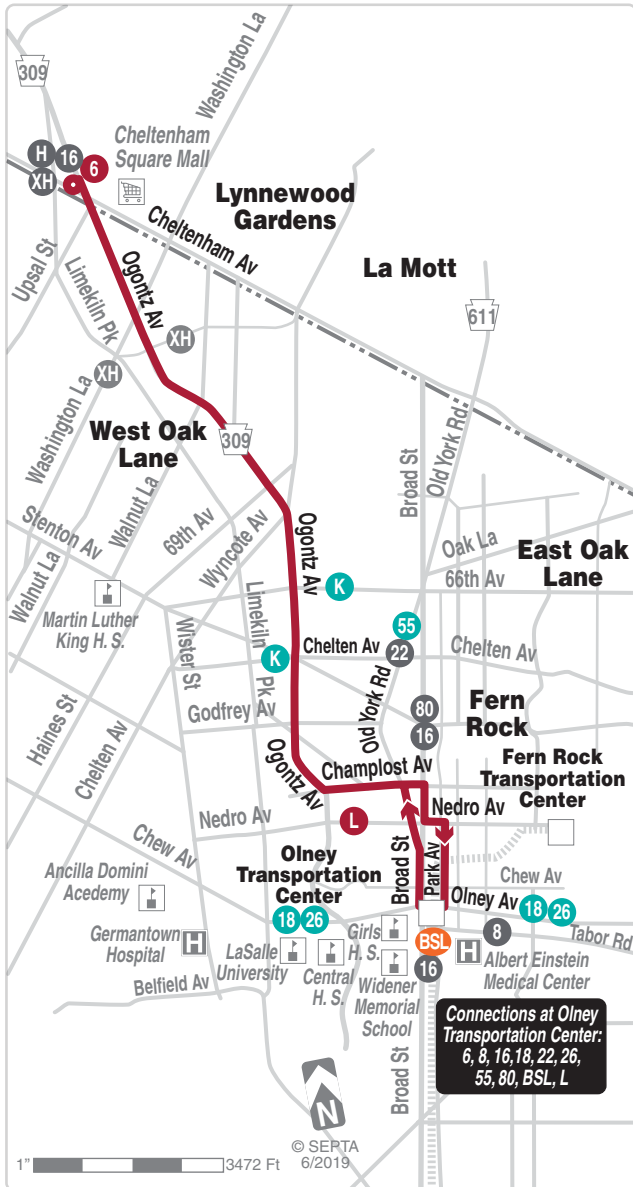 309
Washington La
H
16
6
XH
Cheltenham
Square Mall
Lynnewood
Gardens
Cheltenham Av
La Mott
Upsal St
Limekiln Pk
Ogontz Av
XH
611
XH
Washington La
West Oak
Lane
309
Broad St
Old York Rd
Walnut La
69th Av
Wyncote Av
Stenton Av
Ogontz Av
Oak La
East Oak
Lane
66th Av
K
Walnut La
Martin Luther
King H. S.
Limekiln
Pk
55
Chelten Av
22
Chelten Av
K
Wister St
Old York Rd
80
16
Fern
Rock
Godfrey Av
Haines St
Chelten Av
Ogontz Av
Champlost Av
Fern Rock
Transportation
Center
Nedro Av
L
Nedro Av
Chew Av
Broad St
Park Av
Olney
Transportation
Center
Chew Av
Ancilla Domini
Acedemy
Olney Av
18
26
18
26
Tabor Rd
Girls
H. S.
8
BSL
H
Germantown
Hospital
H
LaSalle
University
Central
H. S.
16
Albert Einstein
Medical Center
Widener
Memorial
School
Belfield Av
Connections at Olney
Transportation Center:
6, 8, 16,18, 22, 26,
55, 80, BSL, L
Broad St
N
© SEPTA
6/2019
1"
3472 Ft